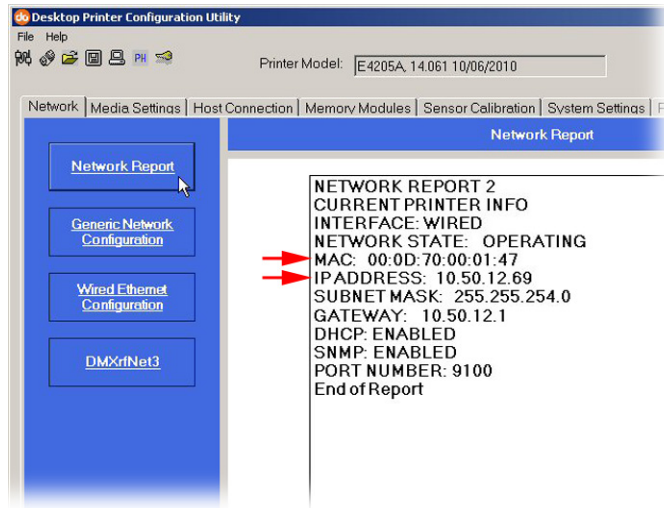 do Desktop Printer Configuration Utility
File Help
PH
Printer Model: E4205A, 14.061 10/06/2010
Network Media Settings Host Connection Memory Modules Sensor Calibration System Settings
Network Report
Network Report
Generic Network
Configuration
Wired Ethernet
Configuration
DMXrfNet3
NETWORK REPORT 2
CURRENT PRINTER INFO
INTERFACE: WIRED
NETWORK STATE: OPERATING
MAC: 00:0D:70:00:01:47
IP ADDRESS: 10.50.12.69
SUBNET MASK: 255.255.254.0
GATEWAY: 10.50.12.1
DHCP: ENABLED
SNMP: ENABLED
PORT NUMBER: 9100
End of Report